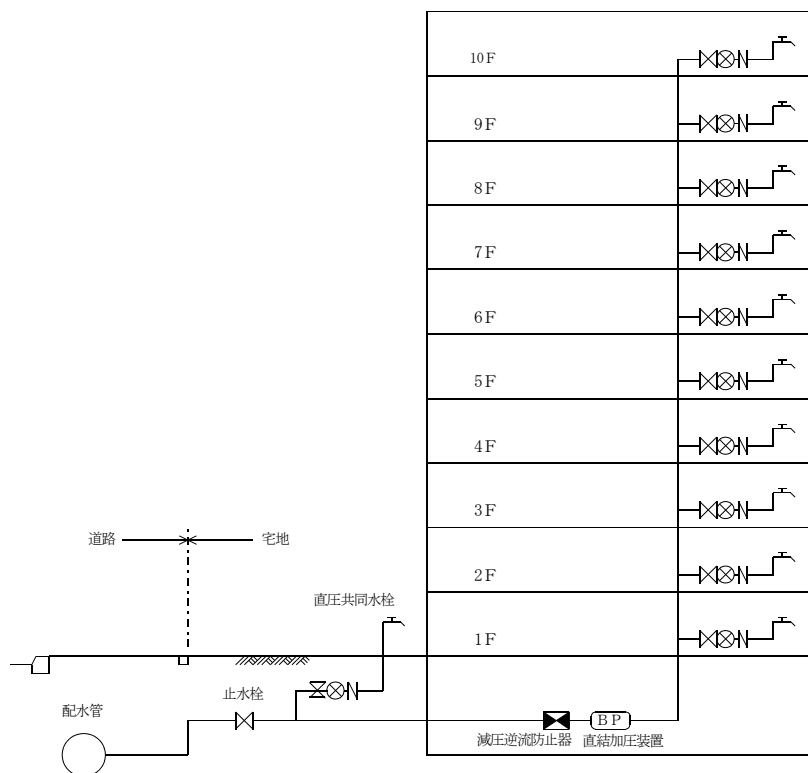 10F
9F
8F
7F
6F
5F
4F
3F
道路
宅地
2F
直圧共同水栓
1F
止水栓
配水管
BP
減圧逆流防止器
直結加圧装置